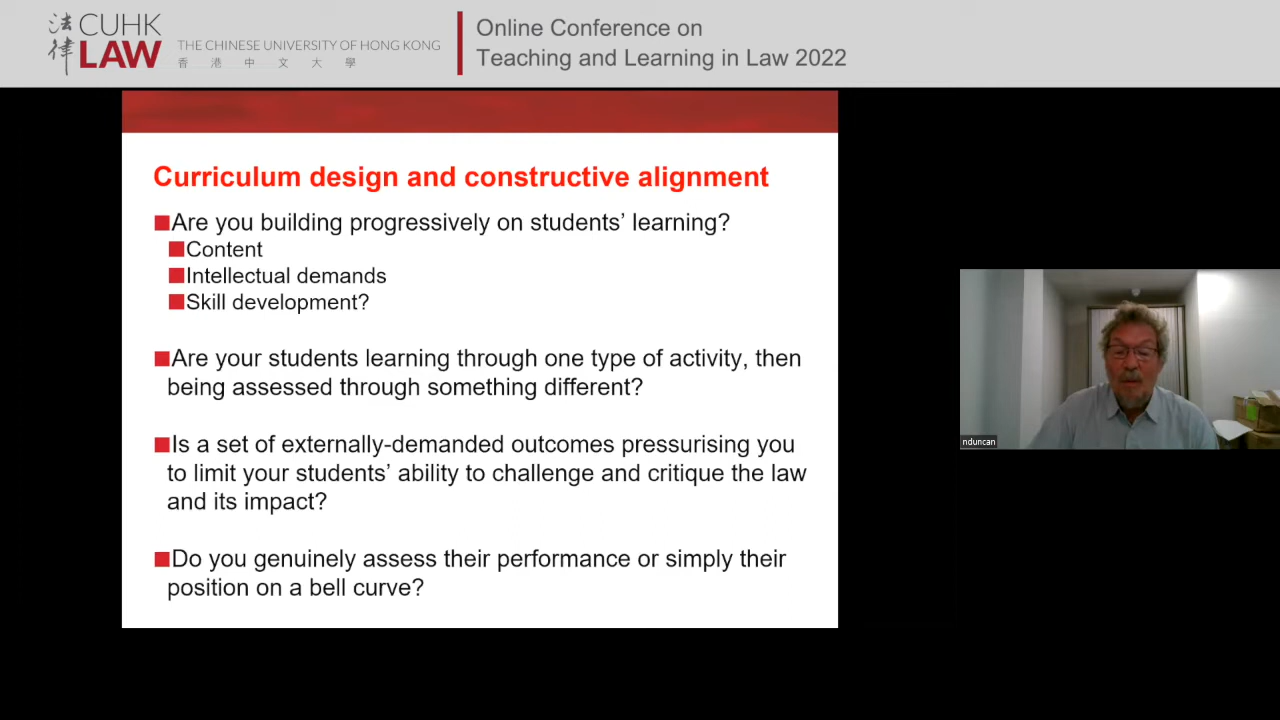 法律
CUHK
LAW
THE CHINESE UNIVERSITY OF HONG KONG
香港中文大學
Online Conference on
Teaching and Learning in Law 2022
Curriculum design and constructive alignment
Are you building progressively on students’ learning?
Content
Intellectual demands
Skill development?
Are your students learning through one type of activity, then
being assessed through something different?
Is a set of externally-demanded outcomes pressurising you
to limit your students’ ability to challenge and critique the law
and its impact?
Do you genuinely assess their performance or simply their
position on a bell curve?
nduncan